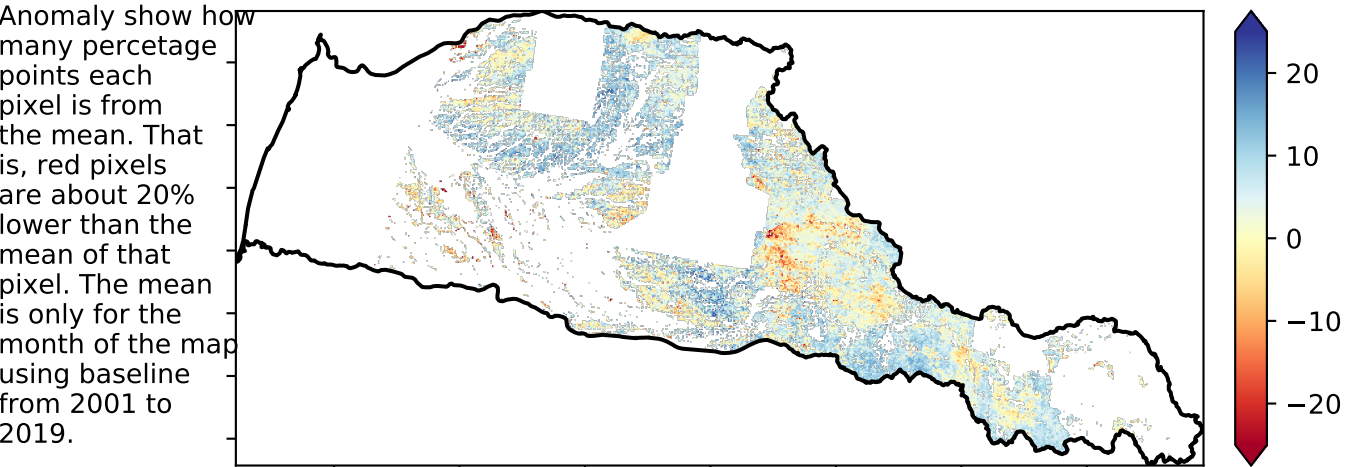 Anomaly show how
many percetage
points each
pixel is from
the mean. That
is, red pixels
are about 20%
lower than the
mean of that
pixel. The mean
is only for the
month of the map
using baseline
from 2001 to
2019.
20
10
0
−10
−20